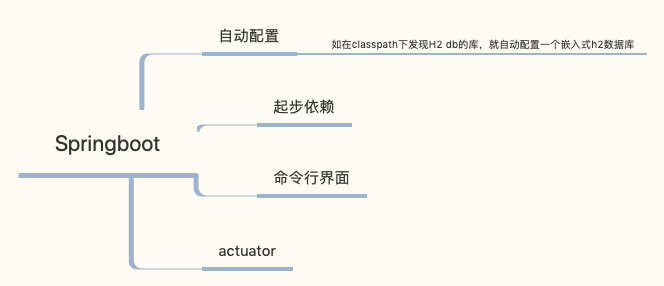 自动配置
如在classpath下发现H2 db的库，就自动配置一个嵌入式h2数据库
起步依赖
Springboot
命令行界面
actuator